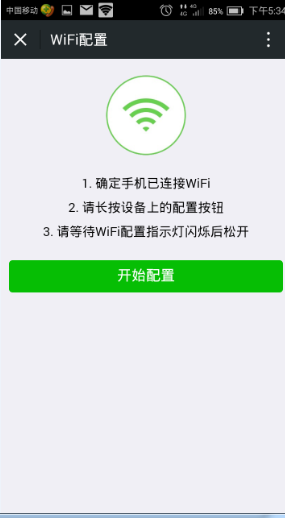 中国移动 4G 4G 85% 下午5:34
WiFi配置
1. 确定手机已连接WiFi
2. 请长按设备上的配置按钮
3. 请等待WiFi配置指示灯闪烁后松开
开始配置